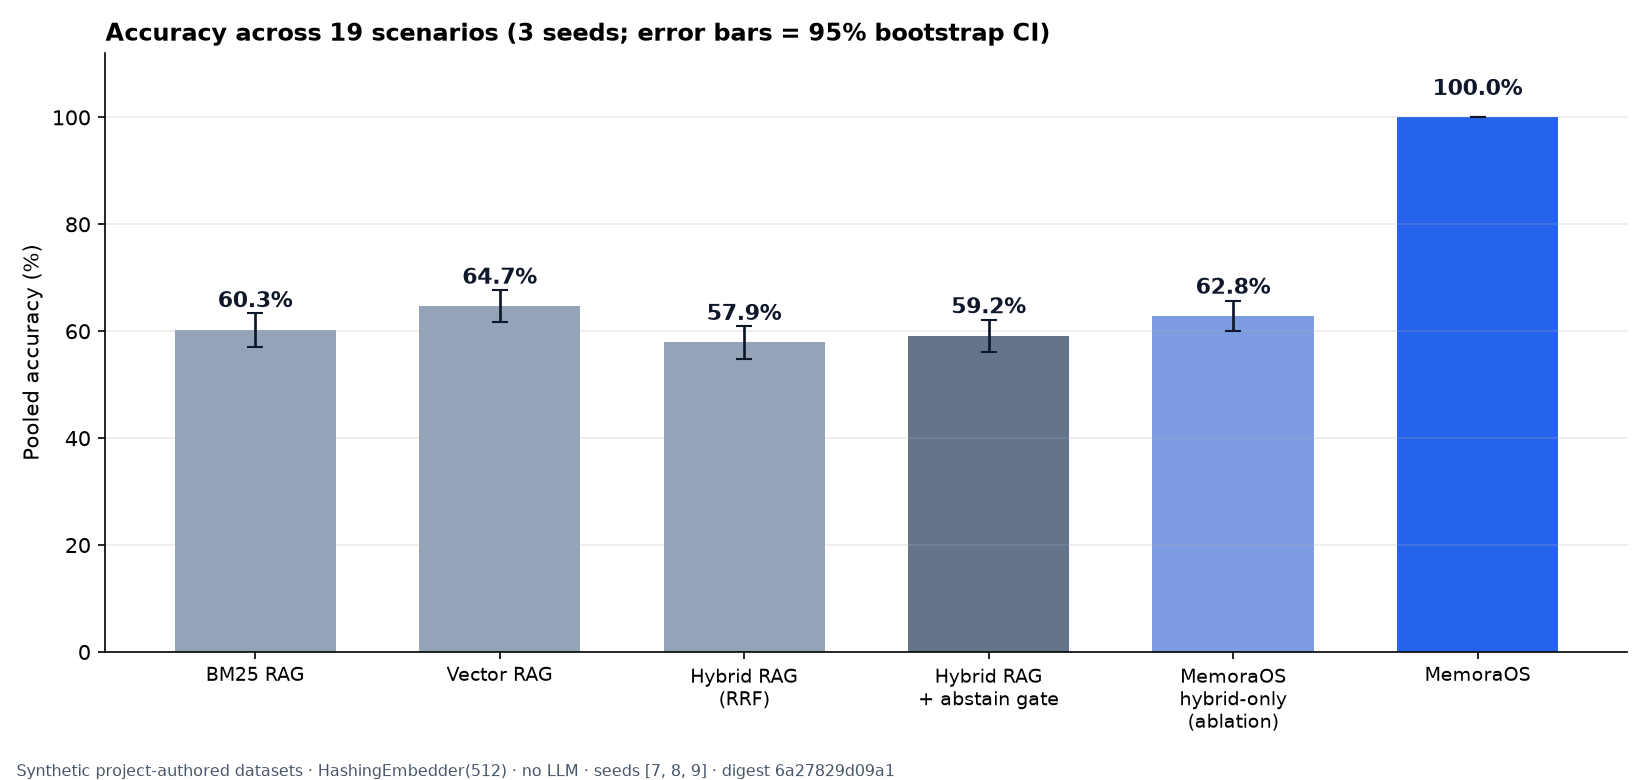 Accuracy across 19 scenarios (3 seeds; error bars = 95% bootstrap CI)
Pooled accuracy (%)
100
80
60
40
20
0
60.3%
64.7%
57.9%
59.2%
62.8%
100.0%
BM25 RAG
Vector RAG
Hybrid RAG
(RRF)
Hybrid RAG
+ abstain gate
MemoraOS
hybrid-only
(ablation)
MemoraOS
Synthetic project-authored datasets · HashingEmbedder(512) · no LLM · seeds [7, 8, 9] · digest 6a27829d09a1